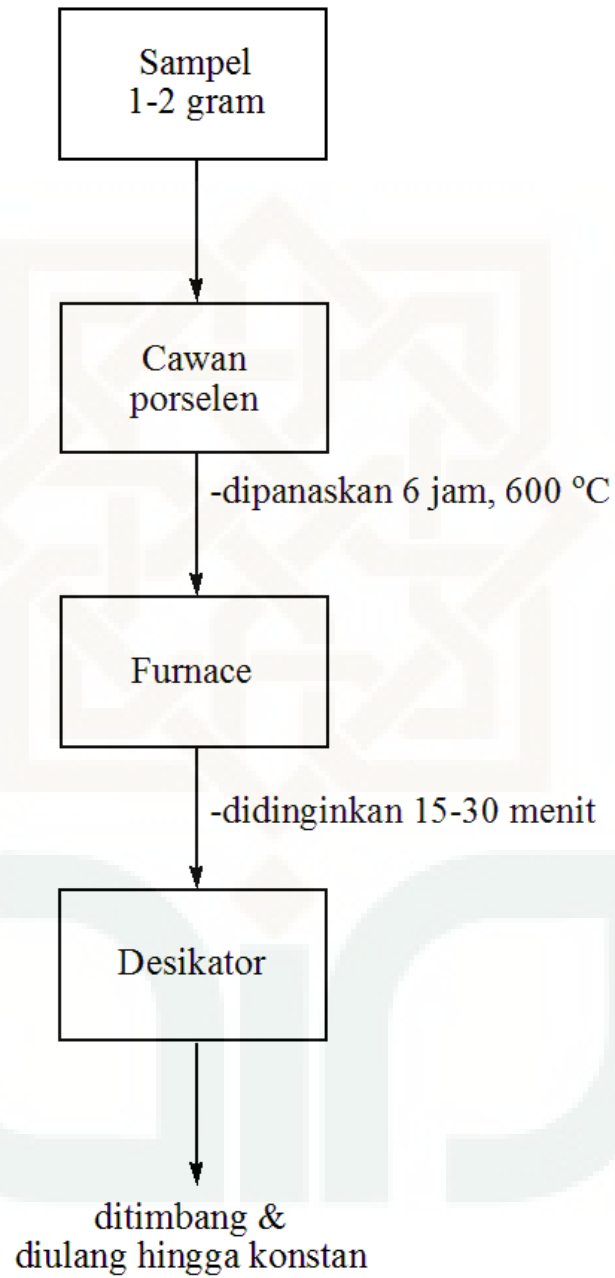 Sampel
1-2 gram
Cawan
porselen
-dipanaskan 6 jam, 600 °C
Furnace
-didinginkan 15-30 menit
Desikator
ditimbang &
diulang hingga konstan